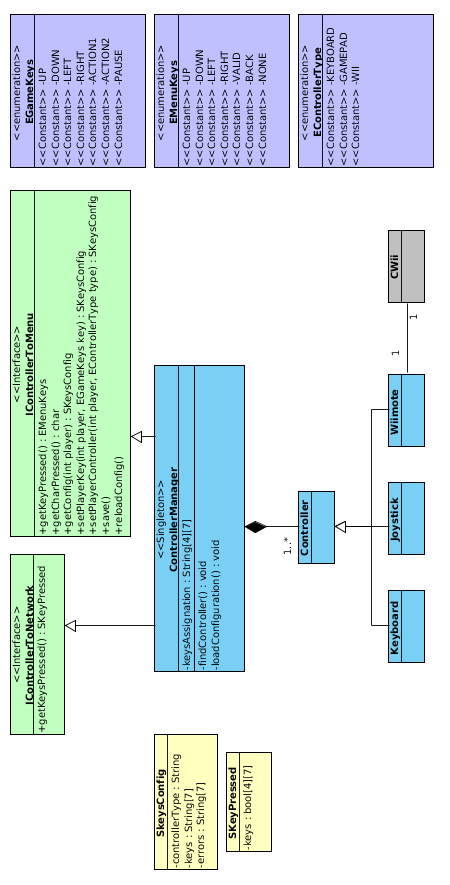 <<Interface>>
IControllerToNetwork
+getKeysPressed() : SKeyPressed
<<Interface>>
IControllerToMenu
+getKeyPressed() : EMenuKeys
+getCharPressed() : char
+getConfig(int player) : SKeysConfig
+setPlayerKey(int player, EGameKeys key) : SKeysConfig
+setPlayerController(int player, EControllerType type) : SKeysConfig
+save()
+reloadConfig()
<<enumeration>>
EGameKeys
<<Constant>> -UP
<<Constant>> -DOWN
<<Constant>> -LEFT
<<Constant>> -RIGHT
<<Constant>> -ACTION1
<<Constant>> -ACTION2
<<Constant>> -PAUSE
SkeysConfig
-controllerType : String
-keys : String[7]
-errors : String[7]
<<Singleton>>
ControllerManager
-keysAssignation : String[4][7]
-findController() : void
-loadConfiguration() : void
<<enumeration>>
EMenuKeys
<<Constant>> -UP
<<Constant>> -DOWN
<<Constant>> -LEFT
<<Constant>> -RIGHT
<<Constant>> -VALID
<<Constant>> -BACK
<<Constant>> -NONE
SKeyPressed
-keys : bool[4][7]
1..*
Controller
<<enumeration>>
EControllerType
<<Constant>> -KEYBOARD
<<Constant>> -GAMEPAD
<<Constant>> -WII
Keyboard
Joystick
Wiimote
1
1
CWii